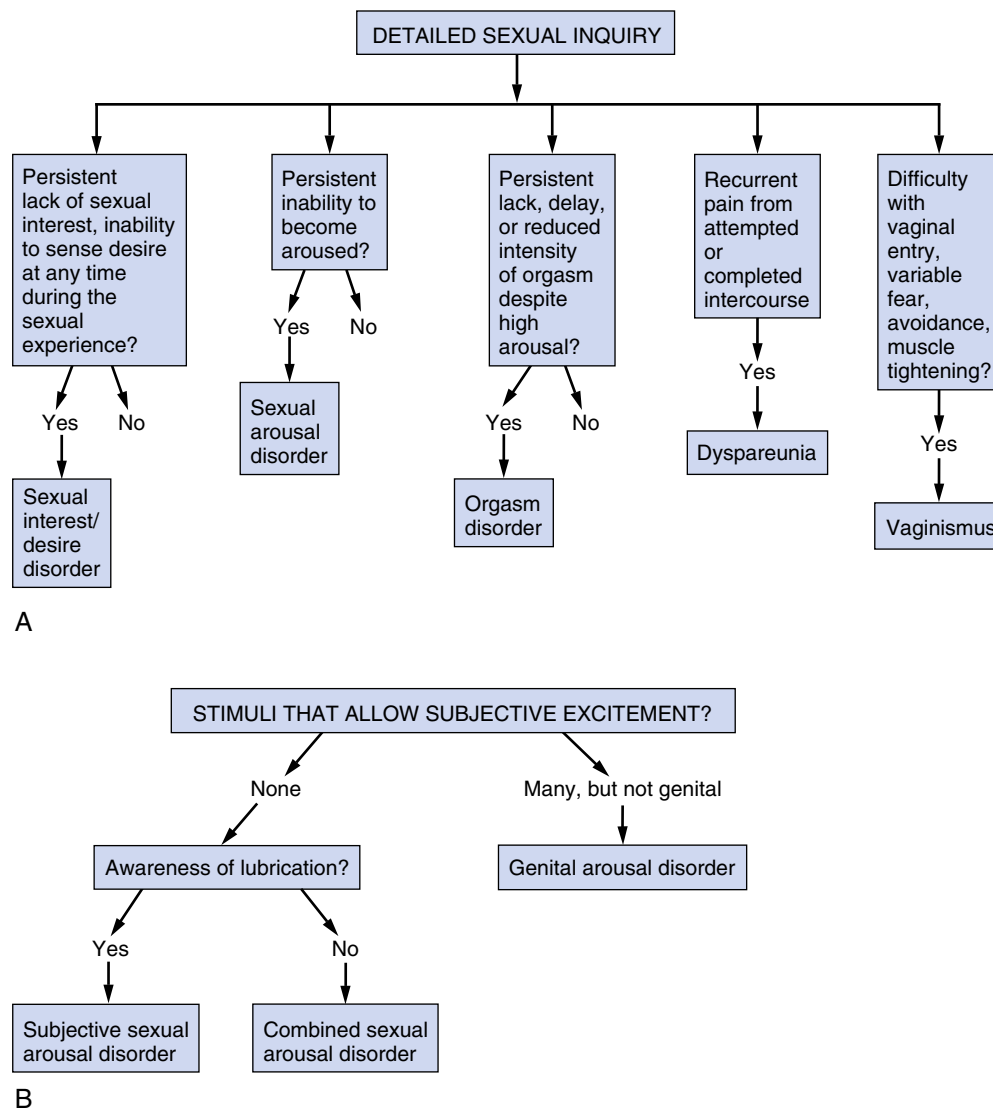 DETAILED SEXUAL INQUIRY
Persistent
lack of sexual
interest, inability
to sense desire
at any time
during the
sexual
experience?
Yes
No
Sexual
interest/
desire
disorder
Persistent
inability to
become
aroused?
Yes
No
Sexual
arousal
disorder
Persistent
lack, delay,
or reduced
intensity
of orgasm
despite
high
arousal?
Yes
No
Orgasm
disorder
Recurrent
pain from
attempted
or
completed
intercourse
Yes
Dyspareunia
Difficulty
with
vaginal
entry,
variable
fear,
avoidance,
muscle
tightening?
Yes
Vaginismus
A
STIMULI THAT ALLOW SUBJECTIVE EXCITEMENT?
None
Many, but not genital
Awareness of lubrication?
Genital arousal disorder
Yes
No
Subjective sexual
arousal disorder
Combined sexual
arousal disorder
B